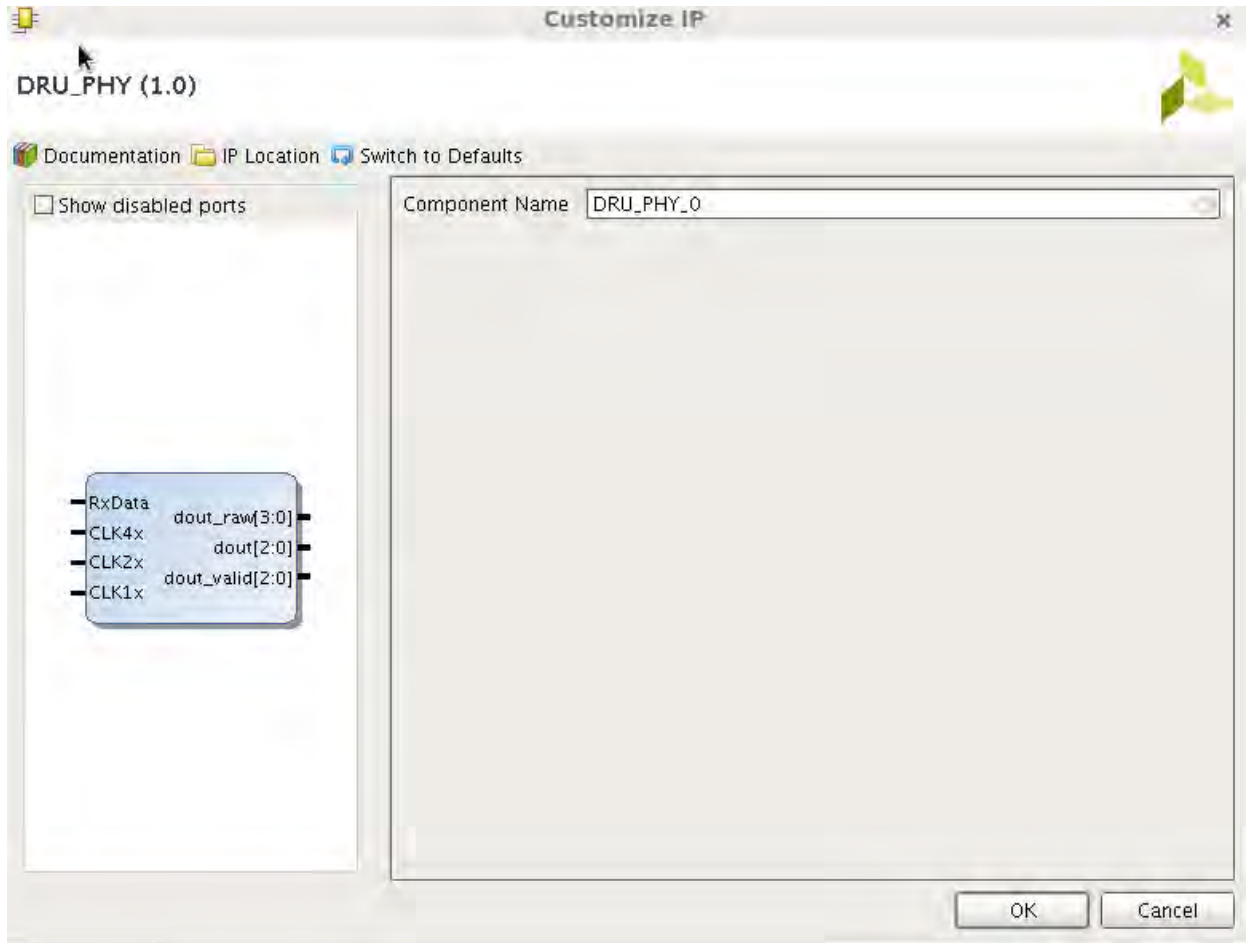 Customize IP
DRU_PHY (1.0)
Documentation IP Location Switch to Defaults
Show disabled ports
Component Name DRU_PHY_0
RxData
CLK4x
CLK2x
CLK1x
dout_raw[3:0]
dout[2:0]
dout_valid[2:0]
OK Cancel